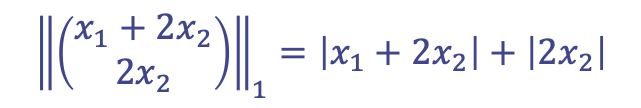 ‖(x₁ + 2x₂
2x₂)‖₁ = |x₁ + 2x₂| + |2x₂|